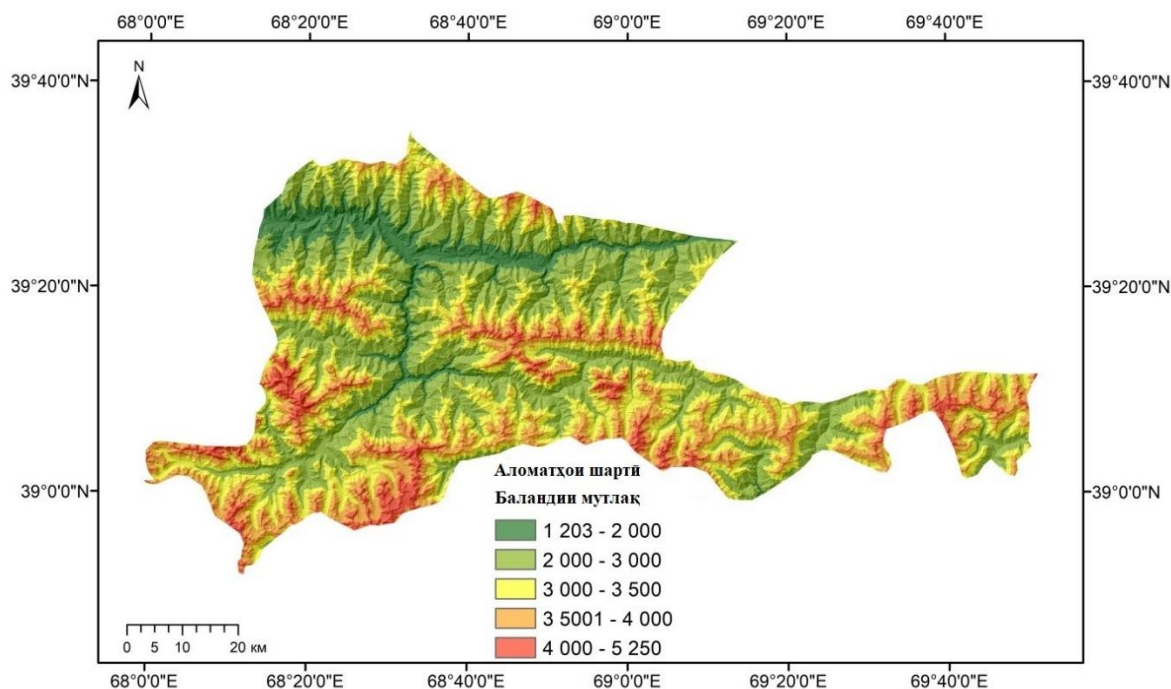 68°0'0"E 68°20'0"E 68°40'0"E 69°0'0"E 69°20'0"E 69°40'0"E
39°40'0"N 39°40'0"N
N
39°20'0"N 39°20'0"N
39°0'0"N 39°0'0"N
Аломатҳои шартӣ
Баландии мутлақ
1 203 - 2 000
2 000 - 3 000
3 000 - 3 500
3 5001 - 4 000
4 000 - 5 250
0 5 10 20 км
68°0'0"E 68°20'0"E 68°40'0"E 69°0'0"E 69°20'0"E 69°40'0"E